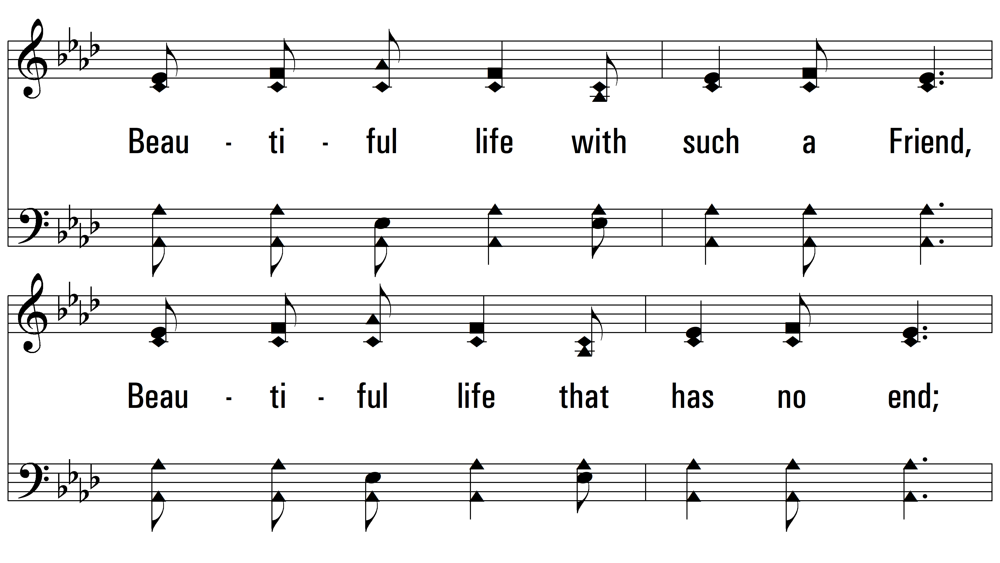 Beau - ti - ful life with such a Friend,
Beau - ti - ful life that has no end;